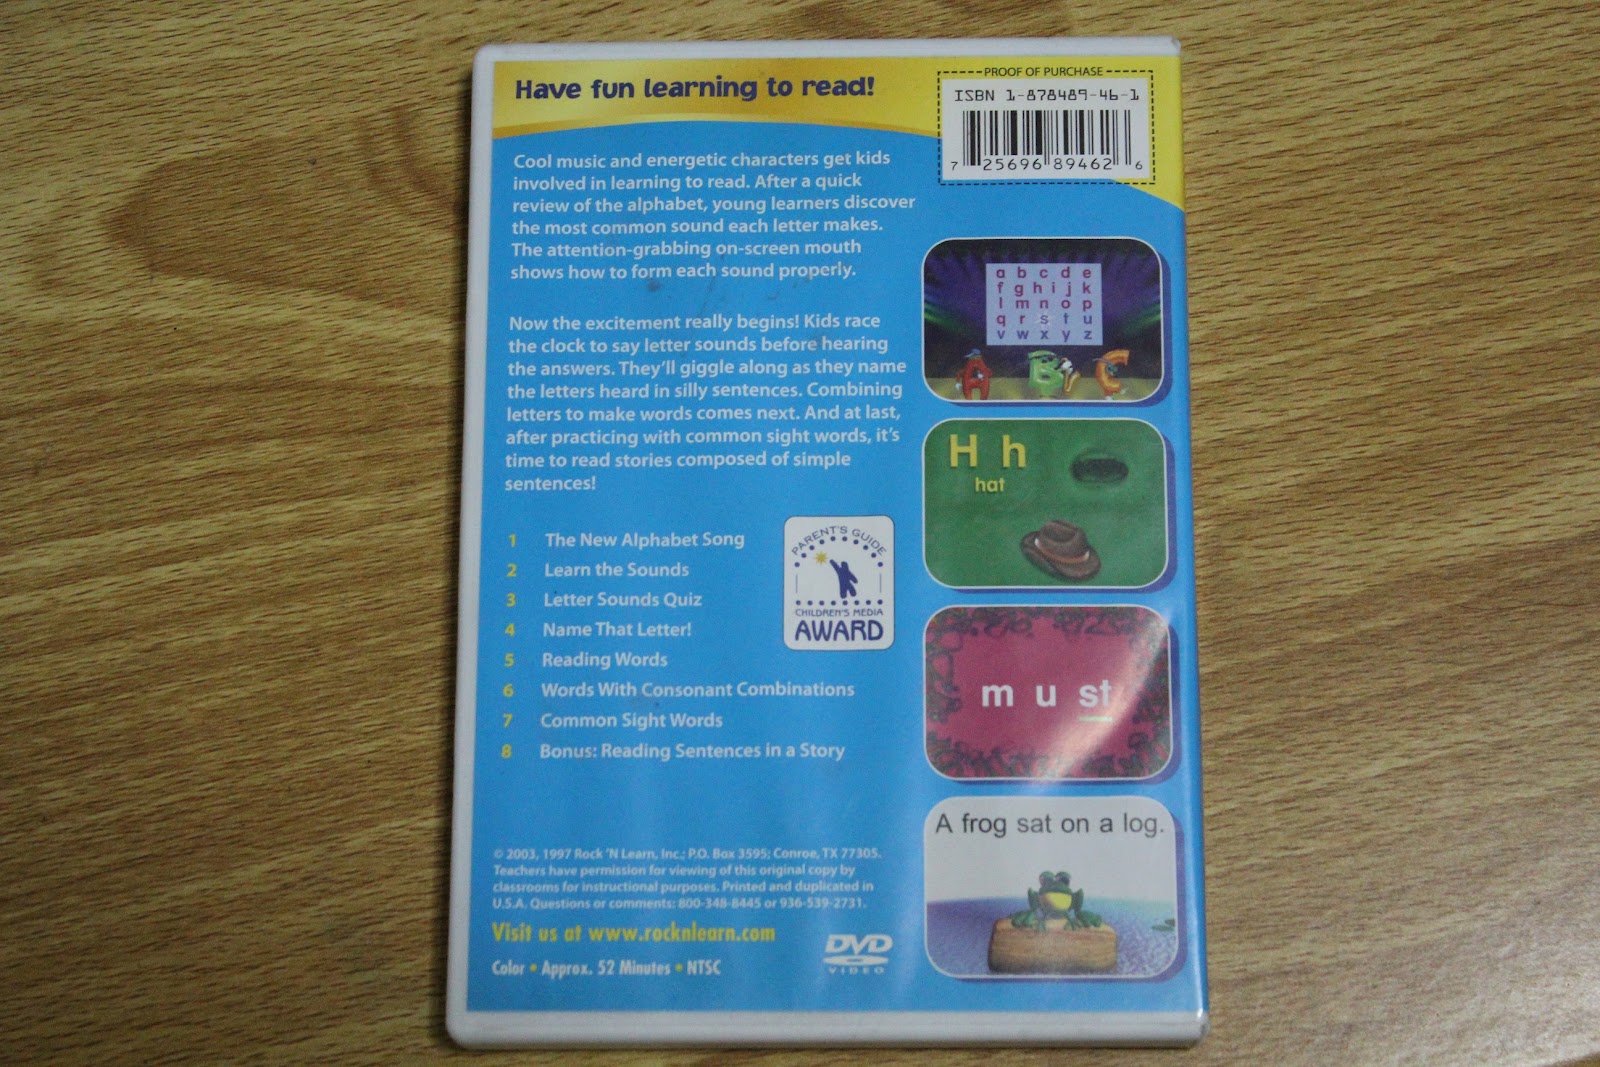 Have fun learning to read!
PROOF OF PURCHASE
ISBN 1-878489-46-1
7 25696 89462 6
Cool music and energetic characters get kids
involved in learning to read. After a quick
review of the alphabet, young learners discover
the most common sound each letter makes.
The attention-grabbing on-screen mouth
shows how to form each sound properly.
Now the excitement really begins! Kids race
the clock to say letter sounds before hearing
the answers. They'll giggle along as they name
the letters heard in silly sentences. Combining
letters to make words comes next. And at last,
after practicing with common sight words, it's
time to read stories composed of simple
sentences!
1 The New Alphabet Song
2 Learn the Sounds
3 Letter Sounds Quiz
4 Name That Letter!
5 Reading Words
6 Words With Consonant Combinations
7 Common Sight Words
8 Bonus: Reading Sentences in a Story
PARENT'S GUIDE
CHILDREN'S MEDIA
AWARD
a b c d e
f g h i j k
l m n o p
q r s t u
v w x y z
A B C
H h
hat
m u st
A frog sat on a log.
© 2003, 1997 Rock 'N Learn, Inc.; P.O. Box 3595; Conroe, TX 77305.
Teachers have permission for viewing of this original copy by
classrooms for instructional purposes. Printed and duplicated in
U.S.A. Questions or comments: 800-348-8445 or 936-539-2731.
Visit us at www.rocknlearn.com
Color • Approx. 52 Minutes • NTSC
DVD
VIDEO